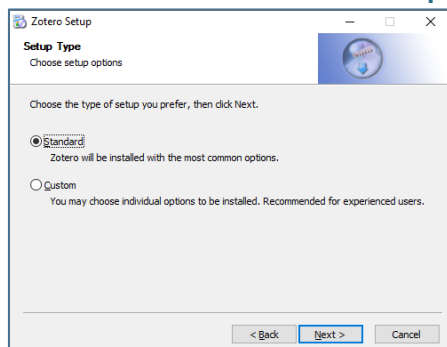 Zotero Setup
Setup Type
Choose setup options
Choose the type of setup you prefer, then click Next.
Standard
Zotero will be installed with the most common options.
Custom
You may choose individual options to be installed. Recommended for experienced users.
< Back Next > Cancel